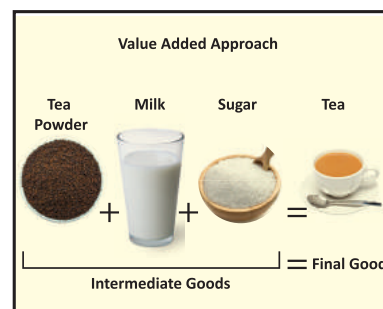 Value Added Approach
Tea Milk Sugar Tea
Powder
+ + = 
= Final Good
Intermediate Goods